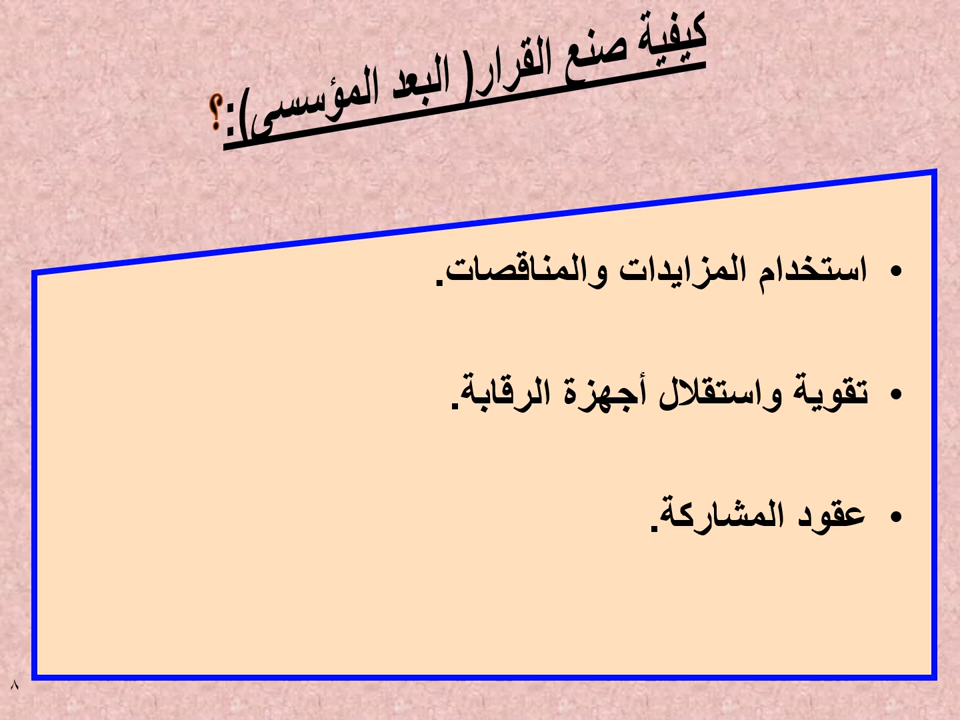 كيفية صنع القرار( البعد المؤسسى):؟
• استخدام المزايدات والمناقصات.
• تقوية واستقلال أجهزة الرقابة.
• عقود المشاركة.
٨